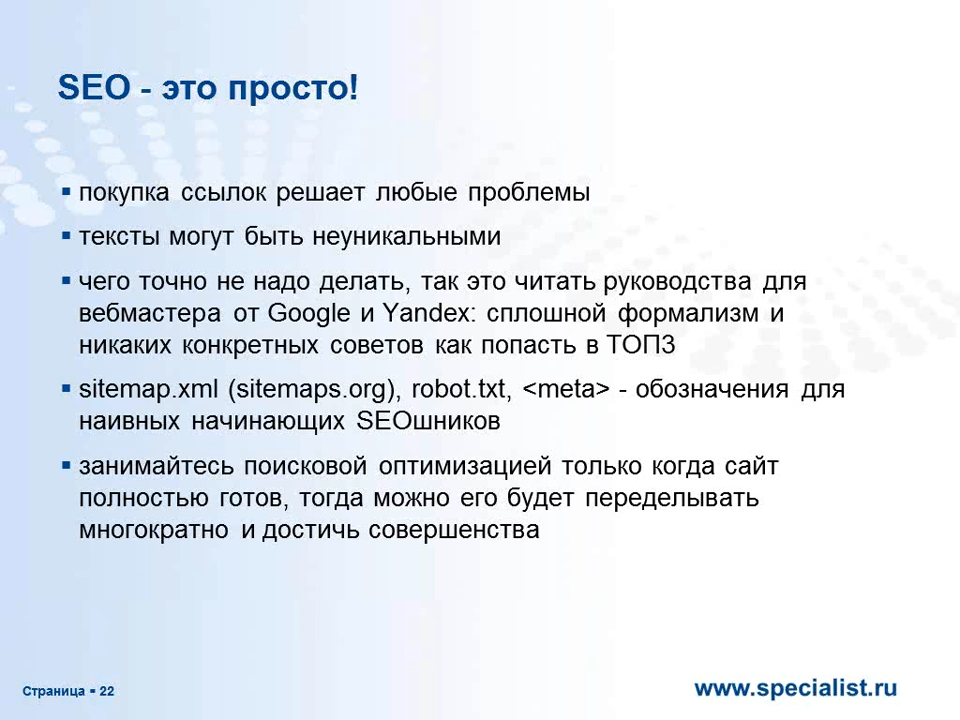 SEO - это просто!
▪ покупка ссылок решает любые проблемы
▪ тексты могут быть неуникальными
▪ чего точно не надо делать, так это читать руководства для
вебмастера от Google и Yandex: сплошной формализм и
никаких конкретных советов как попасть в ТОП3
▪ sitemap.xml (sitemaps.org), robot.txt, <meta> - обозначения для
наивных начинающих SEOшников
▪ занимайтесь поисковой оптимизацией только когда сайт
полностью готов, тогда можно его будет переделывать
многократно и достичь совершенства
Страница ▪ 22
www.specialist.ru